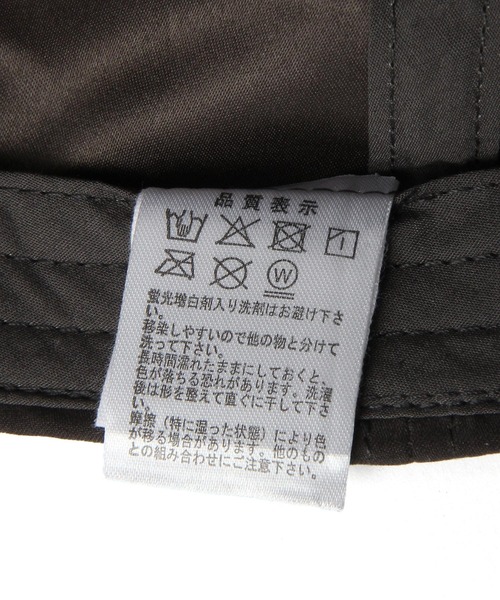 品質表示
W
蛍光増白剤入り洗剤はお避け下さ
い。
移染しやすいので他の物と分けて
洗って下さい。
長時間濡れたままにしておくと、
色が落ちる恐れがあります。洗濯
後は形を整えて直ぐに干して下さ
い。
摩擦（特に湿った状態）により色
が移る場合があります。他のもの
との組み合わせにご注意下さい。